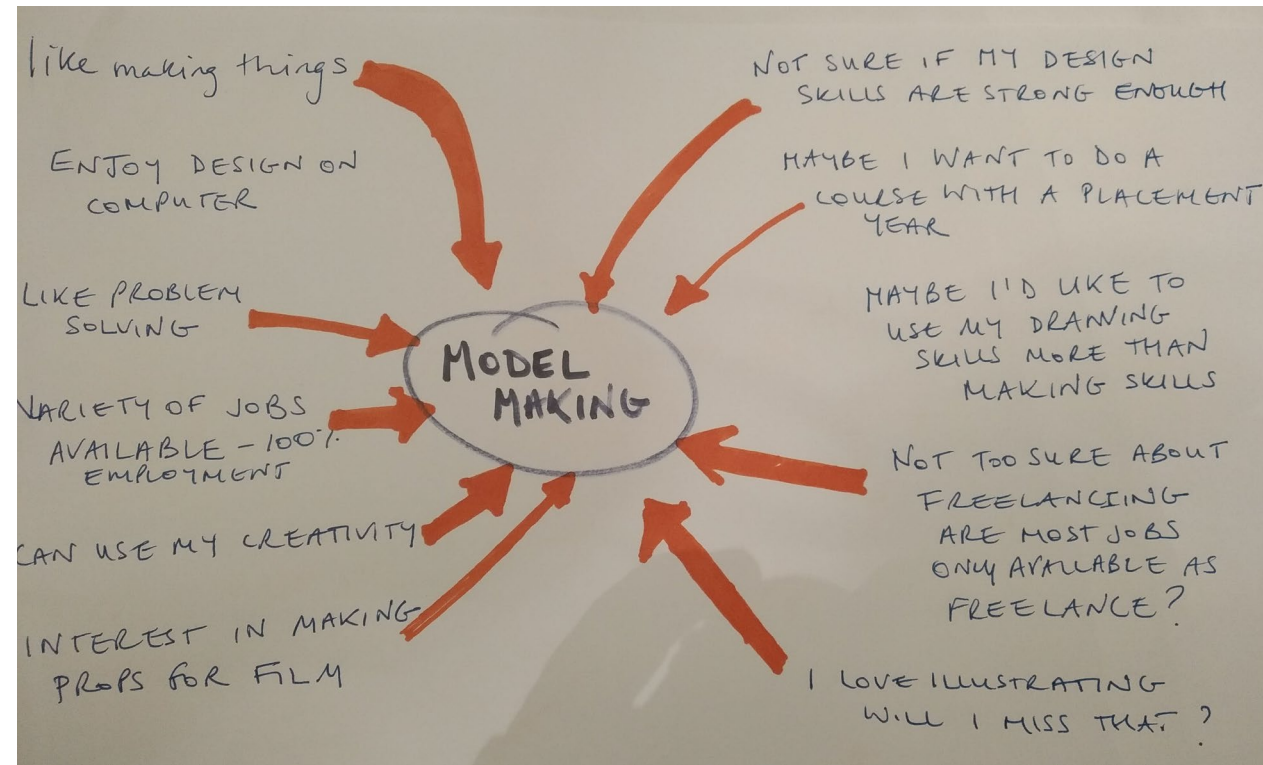 like making things
ENJOY DESIGN ON
COMPUTER
LIKE PROBLEM
SOLVING
VARIETY OF JOBS
AVAILABLE - 100%
EMPLOYMENT
CAN USE MY CREATIVITY
INTEREST IN MAKING
PROPS FOR FILM
MODEL
MAKING
NOT SURE IF MY DESIGN
SKILLS ARE STRONG ENOUGH
MAYBE I WANT TO DO A
COURSE WITH A PLACEMENT
YEAR
MAYBE I'D LIKE TO
USE MY DRAWING
SKILLS MORE THAN
MAKING SKILLS
NOT TOO SURE ABOUT
FREELANCEING
ARE MOST JOBS
ONLY AVAILABLE AS
FREELANCE?
I LOVE ILLUSTRATING
WILL I MISS THAT?